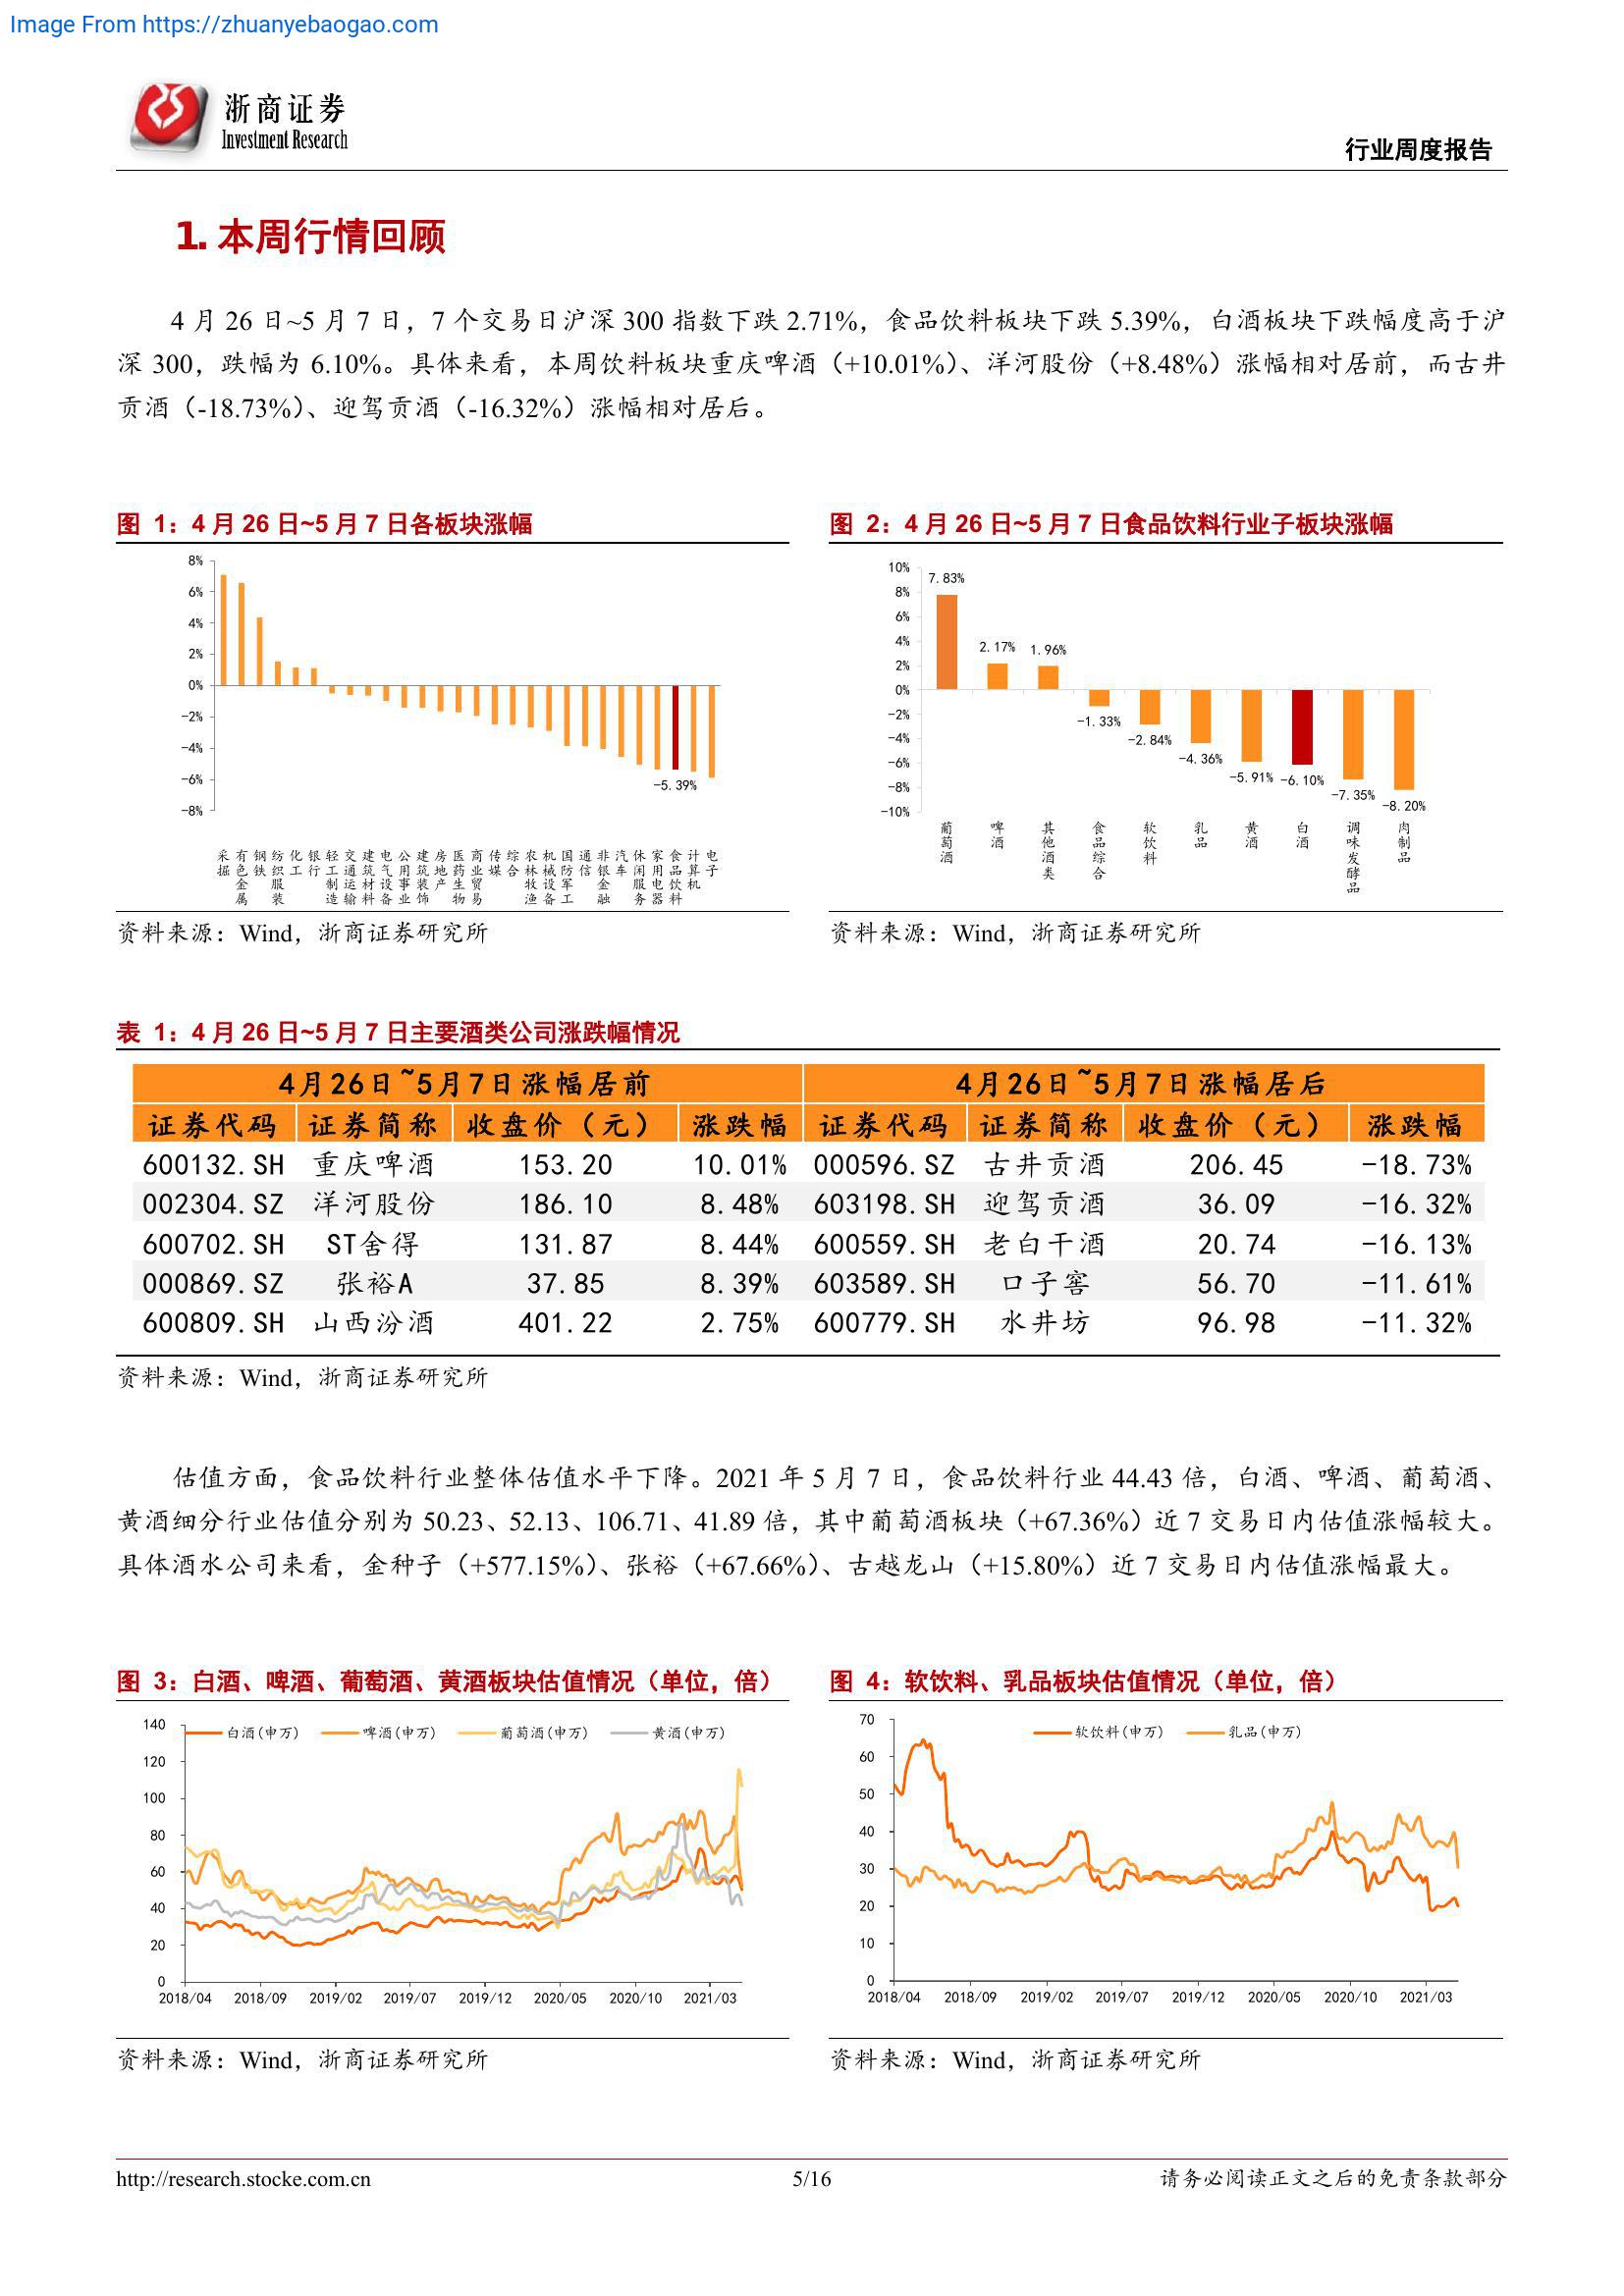 Image From https://zhuanyebaogao.com
浙商证券
Investment Research
行业周度报告
1. 本周行情回顾
4 月 26 日~5 月 7 日，7 个交易日沪深 300 指数下跌 2.71%，食品饮料板块下跌 5.39%，白酒板块下跌幅度高于沪
深 300，跌幅为 6.10%。具体来看，本周饮料板块重庆啤酒（+10.01%）、洋河股份（+8.48%）涨幅相对居前，而古井
贡酒（-18.73%）、迎驾贡酒（-16.32%）涨幅相对居后。
图 1：4 月 26 日~5 月 7 日各板块涨幅
8%
6%
4%
2%
0%
-2%
-4%
-6%
-8%
-5.39%
采掘 有色金属 钢铁 纺织服装 化工 银行 轻工制造 交通运输 建筑材料 电气设备 公用事业 建筑装饰 房地产 医药生物 商业贸易 传媒 综合 农林牧渔 机械设备 国防军工 通信 非银金融 汽车 休闲服务 家用电器 食品饮料 计算机 电子
资料来源：Wind，浙商证券研究所
图 2：4 月 26 日~5 月 7 日食品饮料行业子板块涨幅
10%
8%
6%
4%
2%
0%
-2%
-4%
-6%
-8%
-10%
7.83% 2.17% 1.96% -1.33% -2.84% -4.36% -5.91% -6.10% -7.35% -8.20%
葡萄酒 啤酒 其他酒类 食品综合 软饮料 乳品 黄酒 白酒 调味发酵品 肉制品
资料来源：Wind，浙商证券研究所
表 1：4 月 26 日~5 月 7 日主要酒类公司涨跌幅情况
4月26日~5月7日涨幅居前 4月26日~5月7日涨幅居后
证券代码 证券简称 收盘价（元） 涨跌幅 证券代码 证券简称 收盘价（元） 涨跌幅
600132.SH 重庆啤酒 153.20 10.01% 000596.SZ 古井贡酒 206.45 -18.73%
002304.SZ 洋河股份 186.10 8.48% 603198.SH 迎驾贡酒 36.09 -16.32%
600702.SH ST舍得 131.87 8.44% 600559.SH 老白干酒 20.74 -16.13%
000869.SZ 张裕A 37.85 8.39% 603589.SH 口子窖 56.70 -11.61%
600809.SH 山西汾酒 401.22 2.75% 600779.SH 水井坊 96.98 -11.32%
资料来源：Wind，浙商证券研究所
估值方面，食品饮料行业整体估值水平下降。2021 年 5 月 7 日，食品饮料行业 44.43 倍，白酒、啤酒、葡萄酒、
黄酒细分行业估值分别为 50.23、52.13、106.71、41.89 倍，其中葡萄酒板块（+67.36%）近 7 交易日内估值涨幅较大。
具体酒水公司来看，金种子（+577.15%）、张裕（+67.66%）、古越龙山（+15.80%）近 7 交易日内估值涨幅最大。
图 3：白酒、啤酒、葡萄酒、黄酒板块估值情况（单位，倍）
白酒(申万) 啤酒(申万) 葡萄酒(申万) 黄酒(申万)
140
120
100
80
60
40
20
0
2018/04 2018/09 2019/02 2019/07 2019/12 2020/05 2020/10 2021/03
资料来源：Wind，浙商证券研究所
图 4：软饮料、乳品板块估值情况（单位，倍）
软饮料(申万) 乳品(申万)
70
60
50
40
30
20
10
0
2018/04 2018/09 2019/02 2019/07 2019/12 2020/05 2020/10 2021/03
资料来源：Wind，浙商证券研究所
http://research.stocke.com.cn 5/16 请务必阅读正文之后的免责条款部分